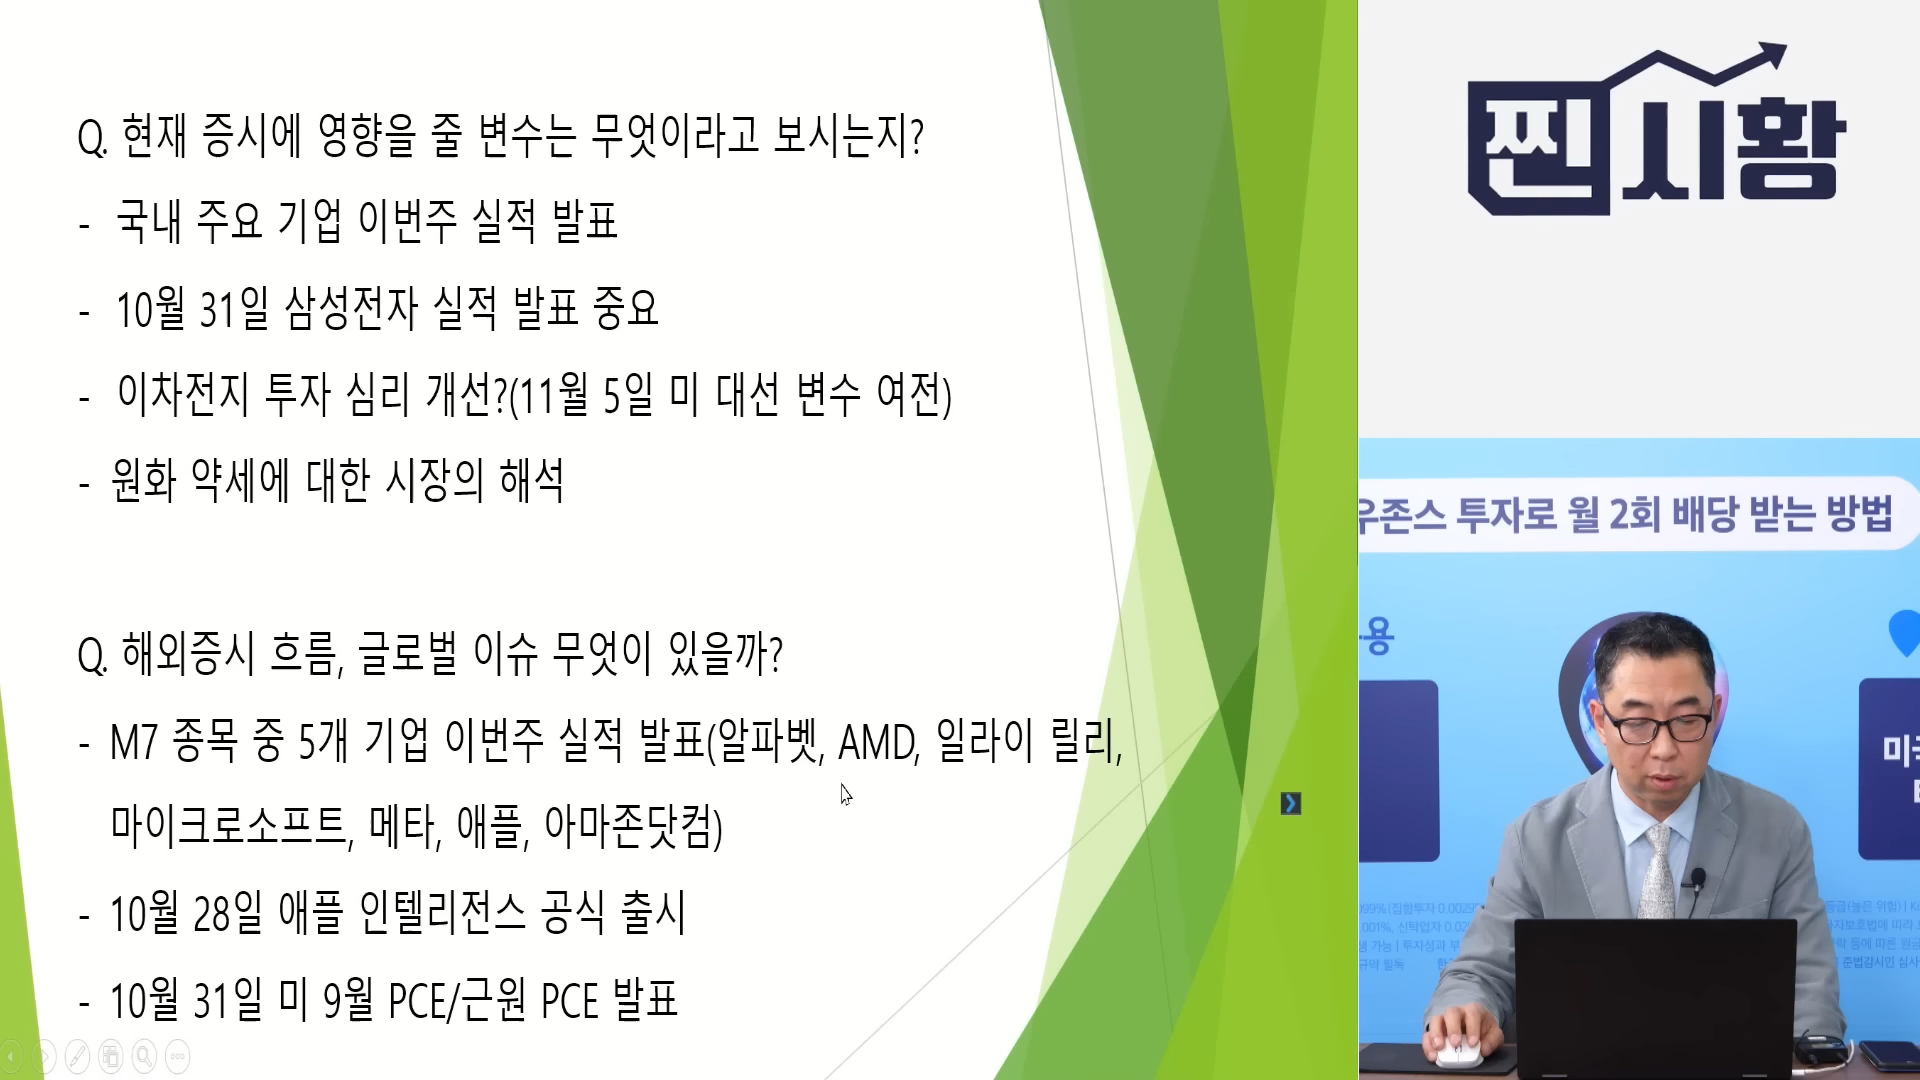 Q. 현재 증시에 영향을 줄 변수는 무엇이라고 보시는지?
- 국내 주요 기업 이번주 실적 발표
- 10월 31일 삼성전자 실적 발표 중요
- 이차전지 투자 심리 개선?(11월 5일 미 대선 변수 여전)
- 원화 약세에 대한 시장의 해석
Q. 해외증시 흐름, 글로벌 이슈 무엇이 있을까?
- M7 종목 중 5개 기업 이번주 실적 발표(알파벳, AMD, 일라이 릴리,
마이크로소프트, 메타, 애플, 아마존닷컴)
- 10월 28일 애플 인텔리전스 공식 출시
- 10월 31일 미 9월 PCE/근원 PCE 발표
찐시황
우존스 투자로 월 2회 배당 받는 방법
용